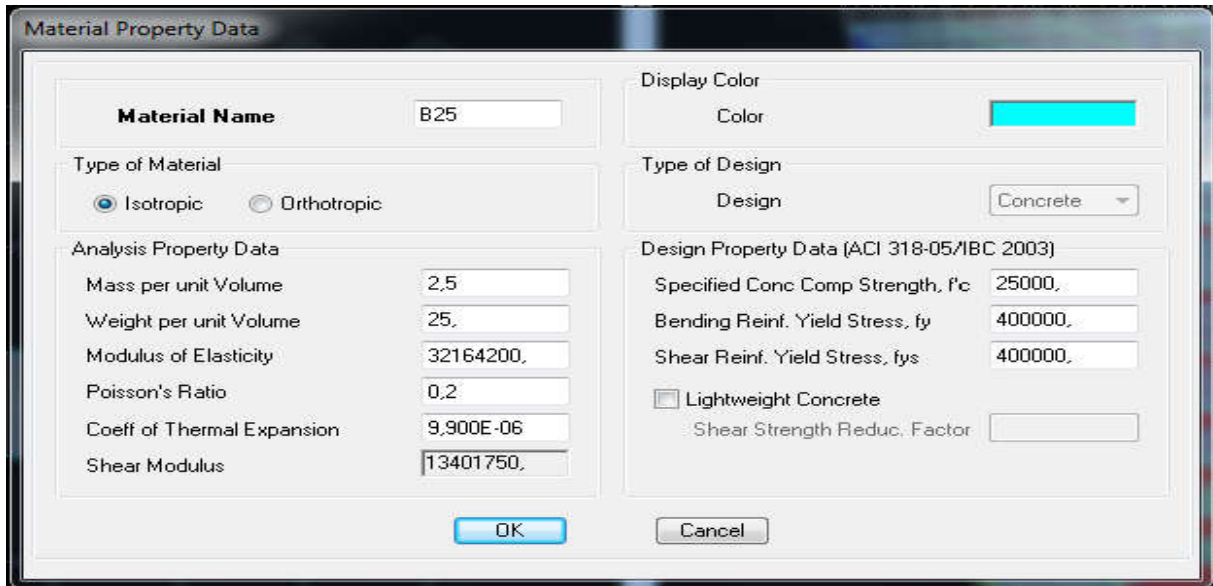 Material Property Data
Material Name B25
Display Color
Color
Type of Material
Isotropic Orthotropic
Type of Design
Design Concrete
Analysis Property Data
Mass per unit Volume 2,5
Weight per unit Volume 25,
Modulus of Elasticity 32164200,
Poisson's Ratio 0,2
Coeff of Thermal Expansion 9,900E-06
Shear Modulus 13401750,
Design Property Data (ACI 318-05/IBC 2003)
Specified Conc Comp Strength, f'c 25000,
Bending Reinf. Yield Stress, fy 400000,
Shear Reinf. Yield Stress, fys 400000,
Lightweight Concrete
Shear Strength Reduc. Factor
OK Cancel